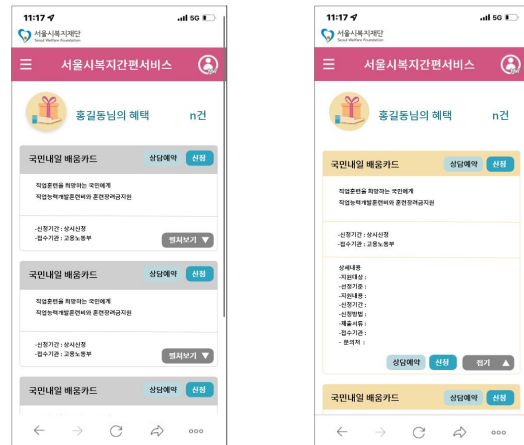 11:17
5G
서울시복지재단
Seoul Welfare Foundation
서울시복지간편서비스
홍길동님의 혜택 n건
국민내일 배움카드 상담예약 신청
직업훈련을 희망하는 국민에게
직업능력개발훈련비와 훈련장려금지원
-신청기간 : 상시신청
-접수기관 : 고용노동부
펼쳐보기 ▼
국민내일 배움카드 상담예약 신청
직업훈련을 희망하는 국민에게
직업능력개발훈련비와 훈련장려금지원
-신청기간 : 상시신청
-접수기관 : 고용노동부
펼쳐보기 ▼
국민내일 배움카드 상담예약 신청
11:17
5G
서울시복지재단
Seoul Welfare Foundation
서울시복지간편서비스
홍길동님의 혜택 n건
국민내일 배움카드 상담예약 신청
직업훈련을 희망하는 국민에게
직업능력개발훈련비와 훈련장려금지원
-신청기간 : 상시신청
-접수기관 : 고용노동부
상세내용
-지원대상 :
-선정기준 :
-지원내용 :
-신청기간 :
-신청방법 :
-제출서류 :
-접수기관 :
- 문의처 :
상담예약 신청 접기 ▲
국민내일 배움카드 상담예약 신청